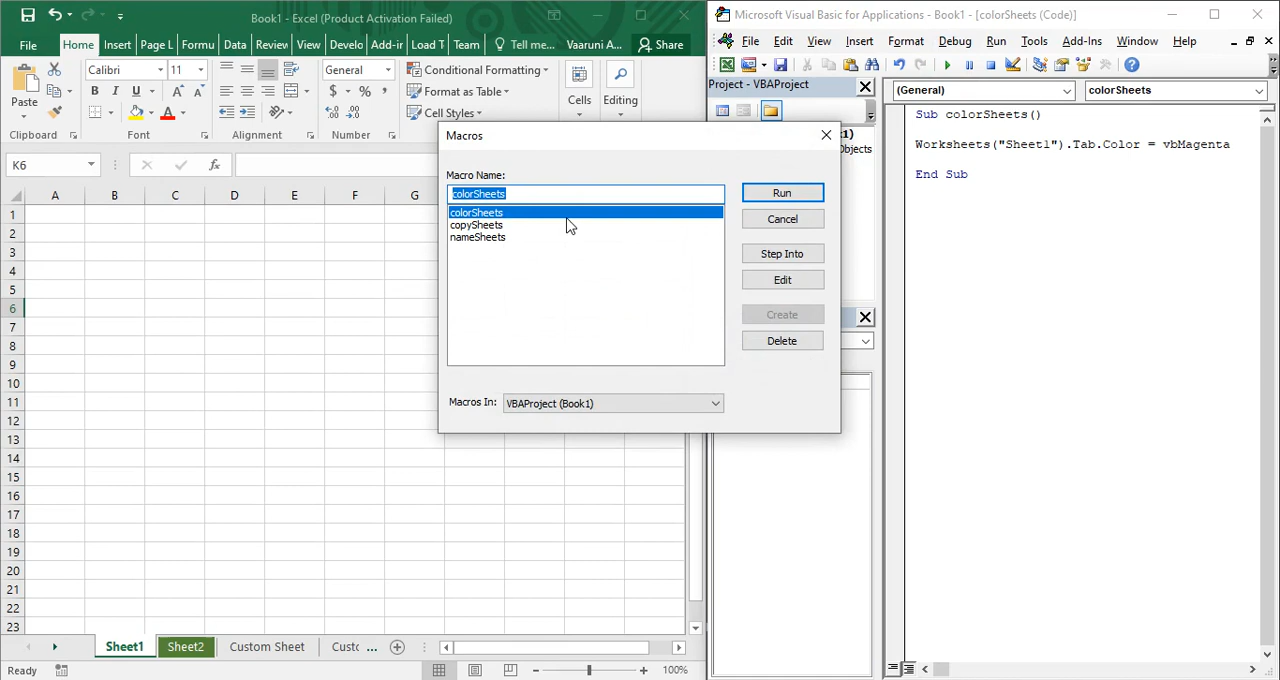 Book1 - Excel (Product Activation Failed)
File Home Insert Page L Formu Data Review View Develo Add-ir Load T Team Tell me... Vaaruni A... Share
Calibri 11 General Conditional Formatting
Format as Table
Paste B I U A A $ % , Cell Styles Cells Editing
Clipboard Font Alignment Number
K6 fx
A B C D E F G
1
2
3
4
5
6
7
8
9
10
11
12
13
14
15
16
17
18
19
20
21
22
23
Sheet1 Sheet2 Custom Sheet Custc ...
Ready 100%
Macros
Macro Name:
colorSheets
colorSheets
copySheets
nameSheets
Run
Cancel
Step Into
Edit
Create
Delete
Macros In: VBAProject (Book1)
Microsoft Visual Basic for Applications - Book1 - [colorSheets (Code)]
File Edit View Insert Format Debug Run Tools Add-Ins Window Help
Project - VBAProject
1)
Objects
(General) colorSheets
Sub colorSheets()
Worksheets("Sheet1").Tab.Color = vbMagenta
End Sub